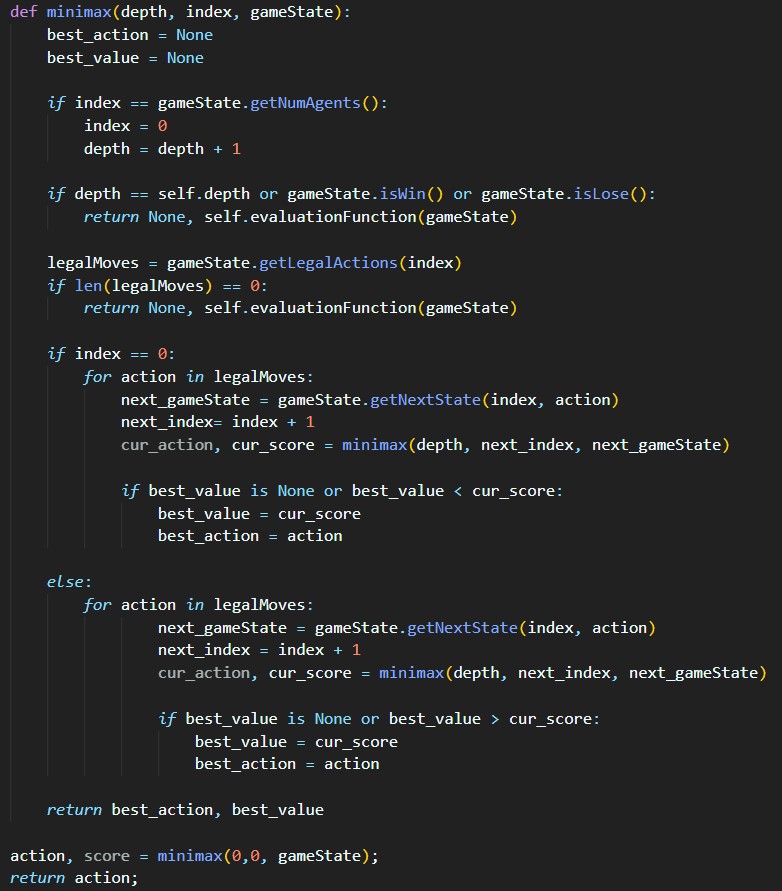 def minimax(depth, index, gameState):
    best_action = None
    best_value = None

    if index == gameState.getNumAgents():
        index = 0
        depth = depth + 1

    if depth == self.depth or gameState.isWin() or gameState.isLose():
        return None, self.evaluationFunction(gameState)

    legalMoves = gameState.getLegalActions(index)
    if len(legalMoves) == 0:
        return None, self.evaluationFunction(gameState)

    if index == 0:
        for action in legalMoves:
            next_gameState = gameState.getNextState(index, action)
            next_index= index + 1
            cur_action, cur_score = minimax(depth, next_index, next_gameState)

            if best_value is None or best_value < cur_score:
                best_value = cur_score
                best_action = action

    else:
        for action in legalMoves:
                next_gameState = gameState.getNextState(index, action)
                next_index = index + 1
                cur_action, cur_score = minimax(depth, next_index, next_gameState)

                if best_value is None or best_value > cur_score:
                    best_value = cur_score
                    best_action = action

    return best_action, best_value

action, score = minimax(0,0, gameState);
return action;